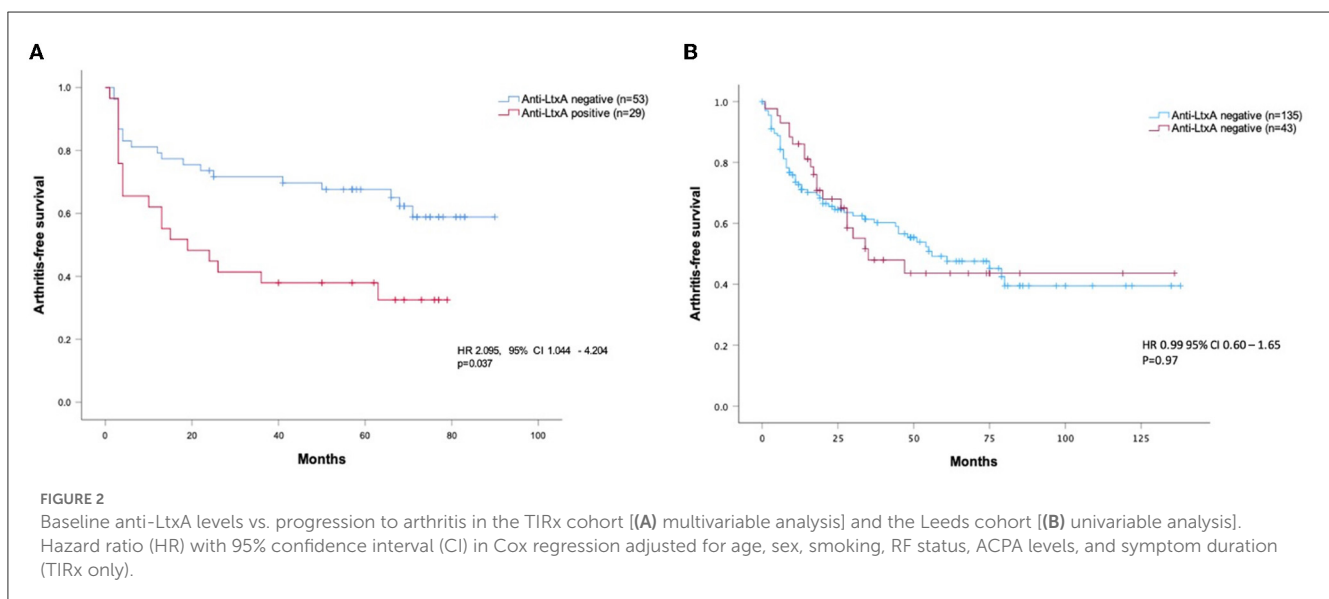 A
1.0
0.8
0.6
0.4
0.2
0.0
Arthritis-free survival
Anti-LtxA negative (n=53)
Anti-LtxA positive (n=29)
HR 2.095, 95% CI 1.044 - 4.204
p=0.037
0 20 40 60 80 100
Months
B
1.0
0.8
0.6
0.4
0.2
0.0
Arthritis-free survival
Anti-LtxA negative (n=135)
Anti-LtxA negative (n=43)
HR 0.99 95% CI 0.60 – 1.65
P=0.97
0 25 50 75 100 125
Months
FIGURE 2
Baseline anti-LtxA levels vs. progression to arthritis in the TIRx cohort [(A) multivariable analysis] and the Leeds cohort [(B) univariable analysis].
Hazard ratio (HR) with 95% confidence interval (CI) in Cox regression adjusted for age, sex, smoking, RF status, ACPA levels, and symptom duration
(TIRx only).